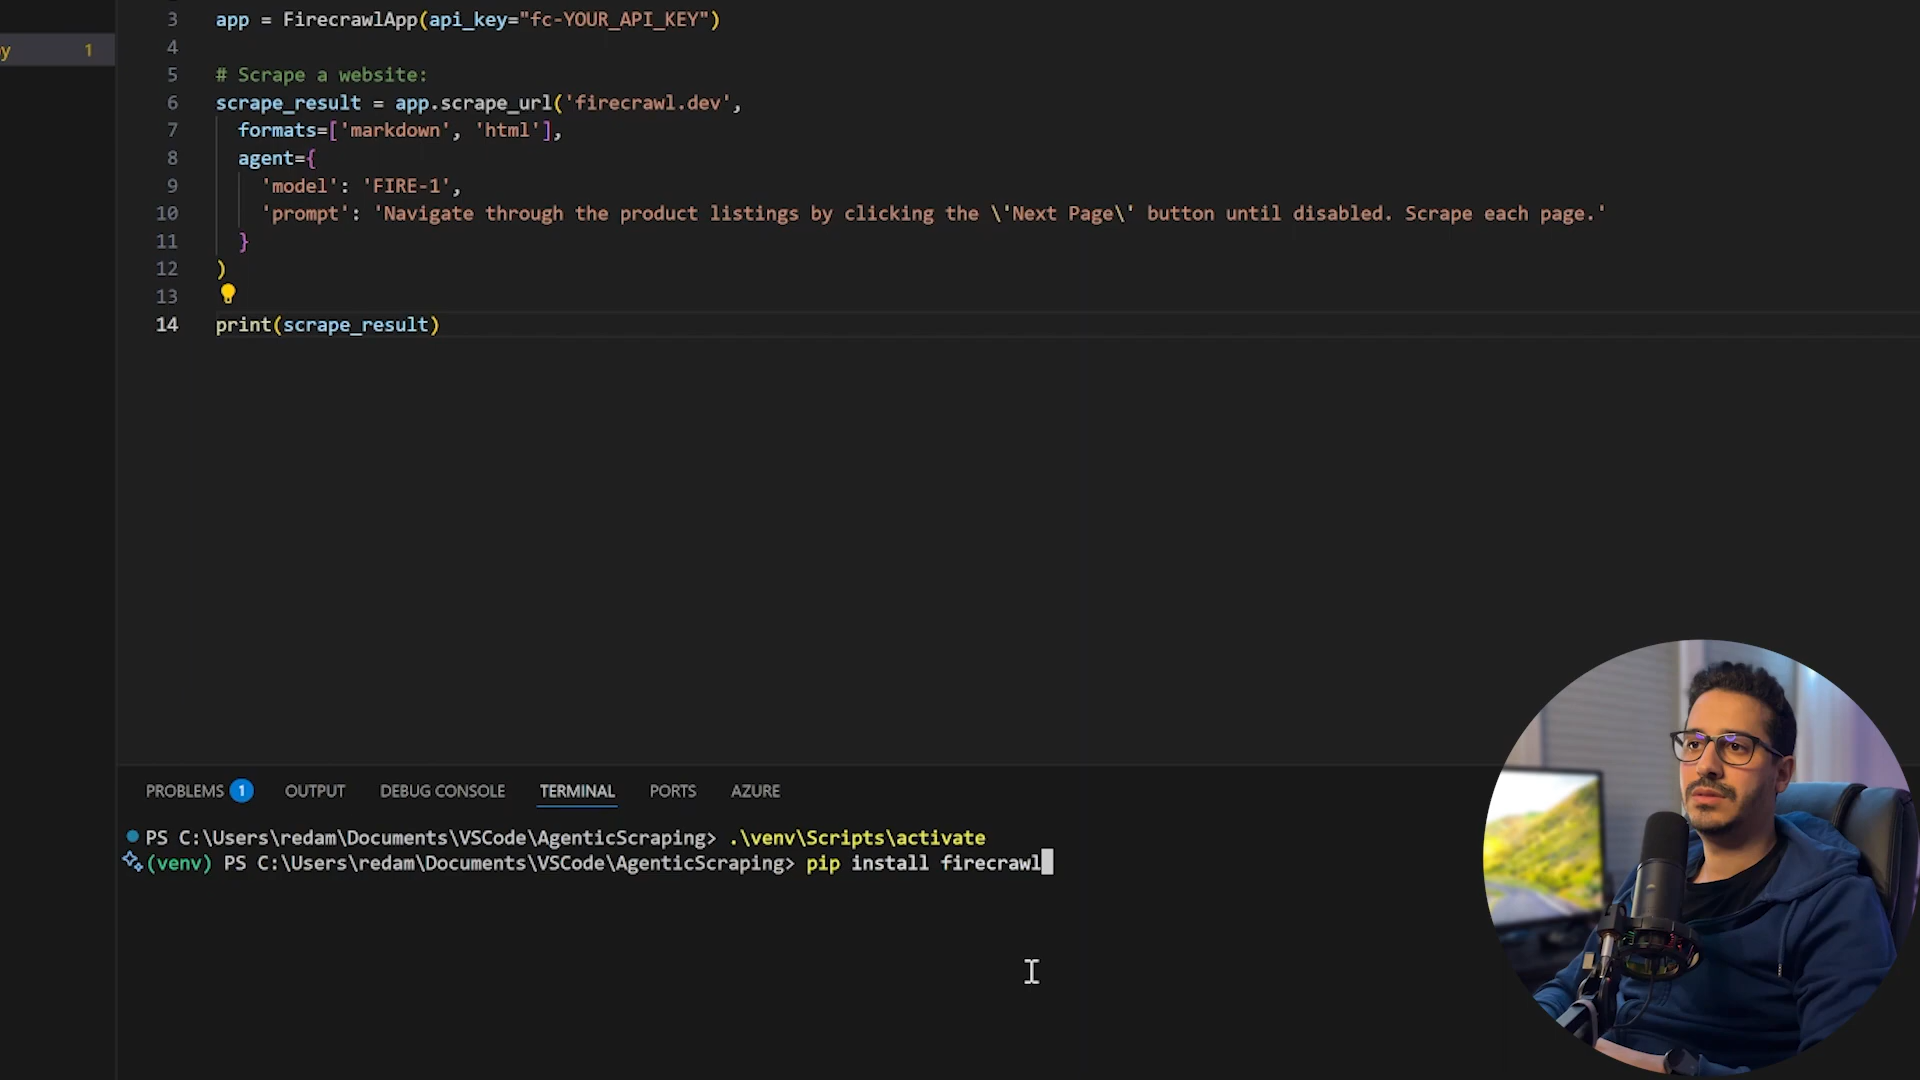 3 app = FirecrawlApp(api_key="fc-YOUR_API_KEY")
y 1
4
5 # Scrape a website:
6 scrape_result = app.scrape_url('firecrawl.dev',
7 formats=['markdown', 'html'],
8 agent={
9 'model': 'FIRE-1',
10 'prompt': 'Navigate through the product listings by clicking the \'Next Page\' button until disabled. Scrape each page.'
11 }
12 )
13
14 print(scrape_result)
PROBLEMS 1 OUTPUT DEBUG CONSOLE TERMINAL PORTS AZURE
PS C:\Users\redam\Documents\VSCode\AgenticScraping> .\venv\Scripts\activate
(venv) PS C:\Users\redam\Documents\VSCode\AgenticScraping> pip install firecrawl